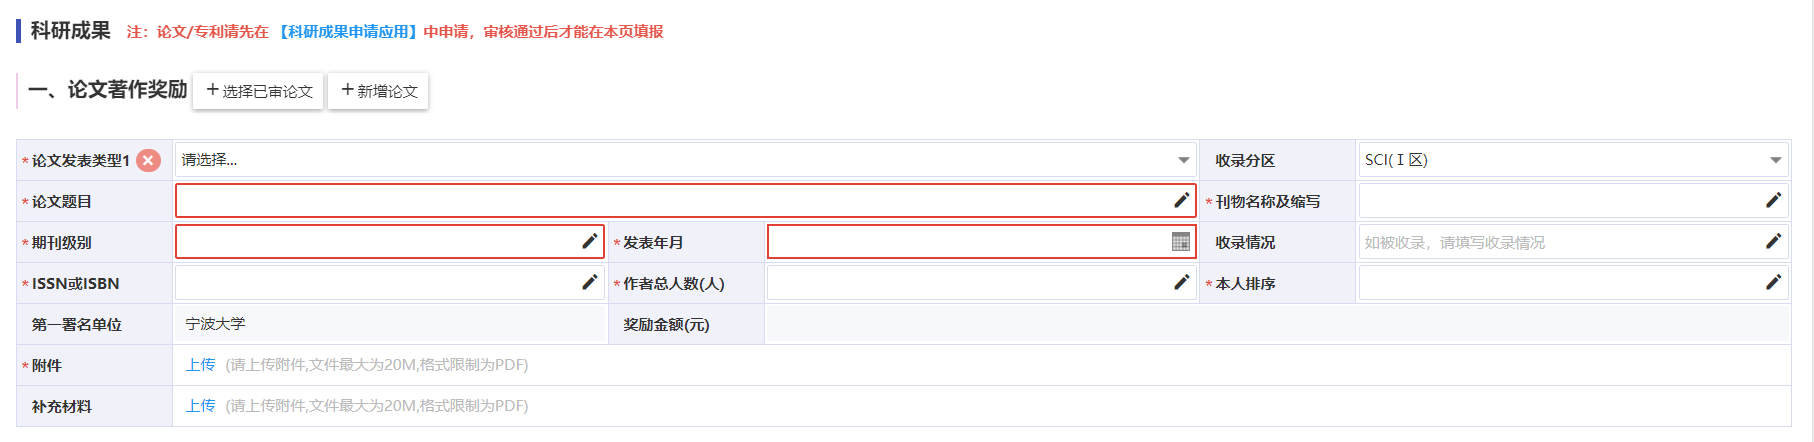 科研成果 注：论文/专利请先在 【科研成果申请应用】中申请，审核通过后才能在本页填报
一、论文著作奖励 +选择已审论文 +新增论文
*论文发表类型1 请选择... 收录分区 SCI(Ⅰ区)
*论文题目 *刊物名称及缩写
*期刊级别 *发表年月 收录情况 如被收录，请填写收录情况
*ISSN或ISBN *作者总人数(人) *本人排序
第一署名单位 宁波大学 奖励金额(元)
*附件 上传 (请上传附件,文件最大为20M,格式限制为PDF)
补充材料 上传 (请上传附件,文件最大为20M,格式限制为PDF)